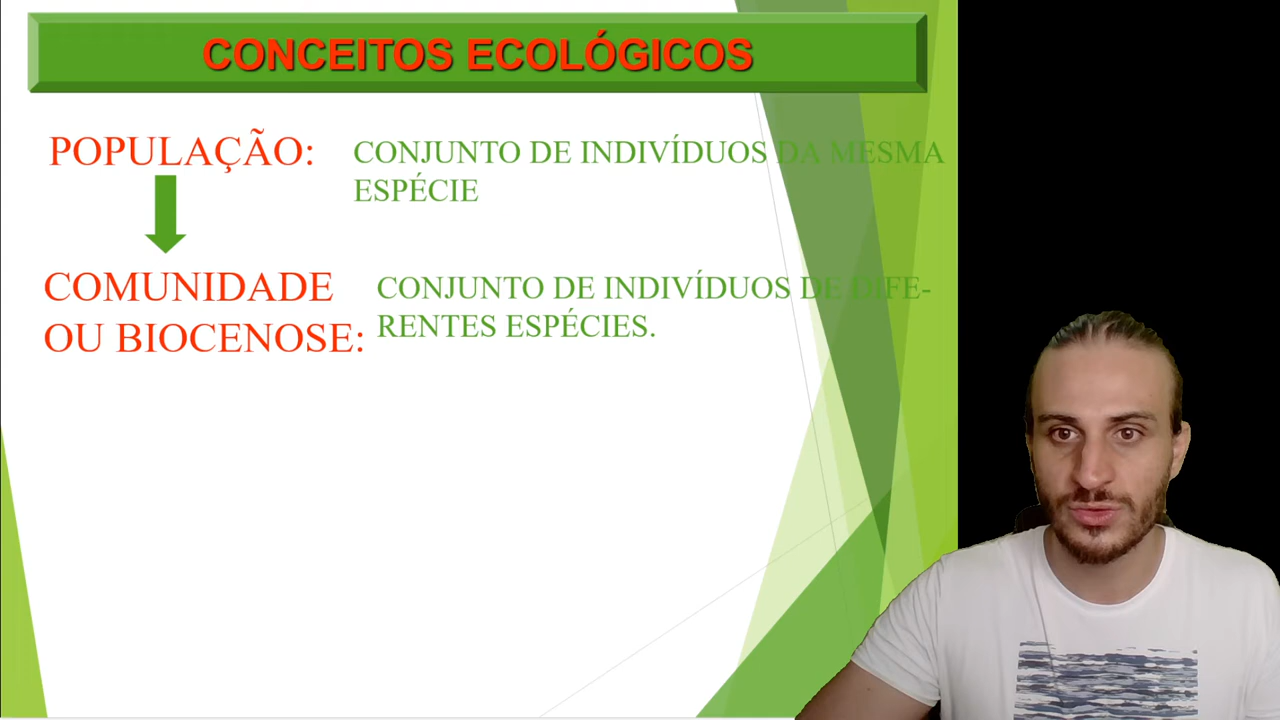 CONCEITOS ECOLÓGICOS
POPULAÇÃO:
CONJUNTO DE INDIVÍDUOS DA MESMA
ESPÉCIE
COMUNIDADE
OU BIOCENOSE:
CONJUNTO DE INDIVÍDUOS DE DIFE-
RENTES ESPÉCIES.